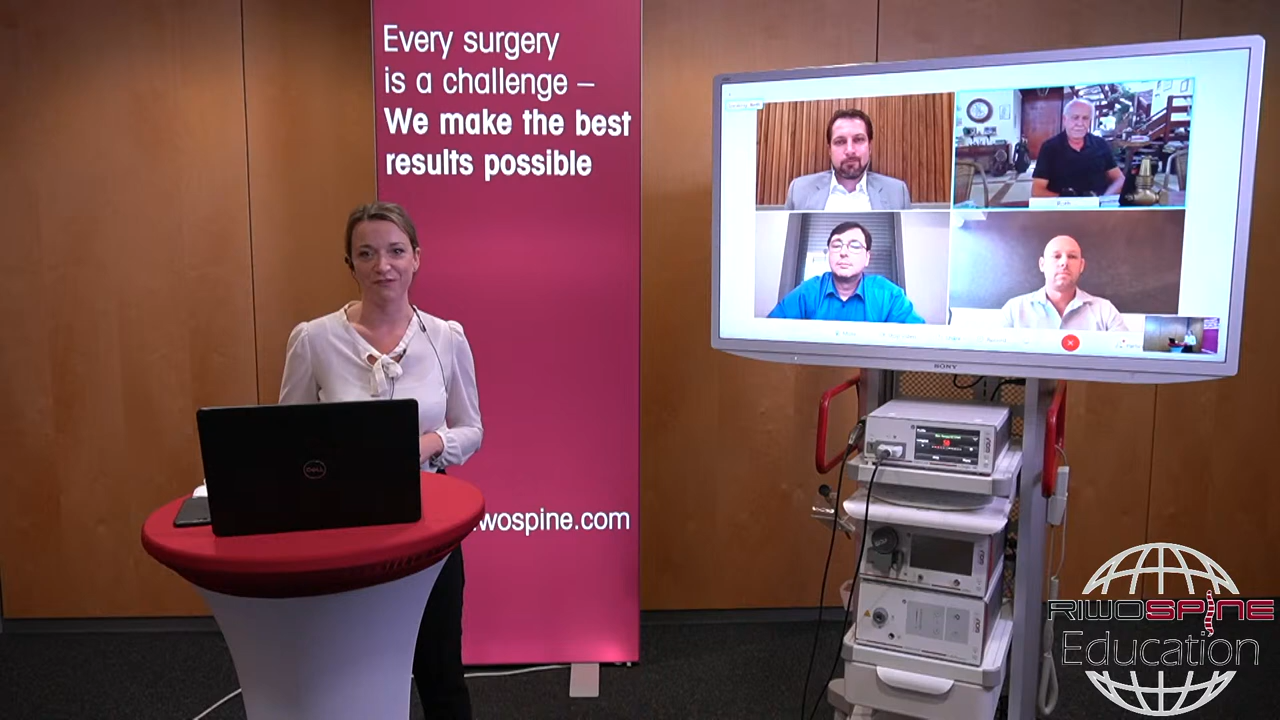 Every surgery
is a challenge –
We make the best
results possible
wospine.com
DELL
SONY
RIWOSPINE
Education